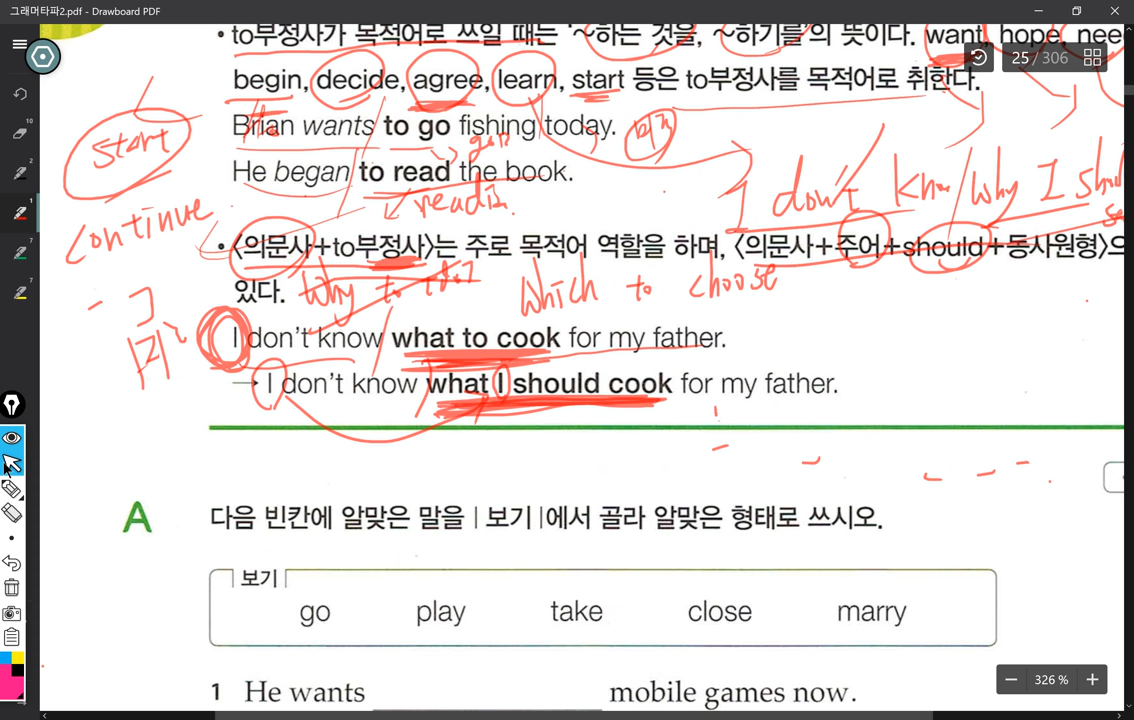 그래머타파2.pdf - Drawboard PDF
25 / 306
• to부정사가 목적어로 쓰일 때는 '~하는 것을, ~하기를'의 뜻이다. want, hope, nee
begin, decide, agree, learn, start 등은 to부정사를 목적어로 취한다.
start
Brian wants to go fishing today.
He began to read the book.
continue
I don't know why I shou
• 〈의문사+to부정사〉는 주로 목적어 역할을 하며, 〈의문사+주어+should+동사원형〉으
있다.
why to
which to choose
I don't know what to cook for my father.
→ I don't know what I should cook for my father.
A 다음 빈칸에 알맞은 말을 |보기|에서 골라 알맞은 형태로 쓰시오.
보기
go play take close marry
1 He wants mobile games now.
326 %
10
2
1
7
7